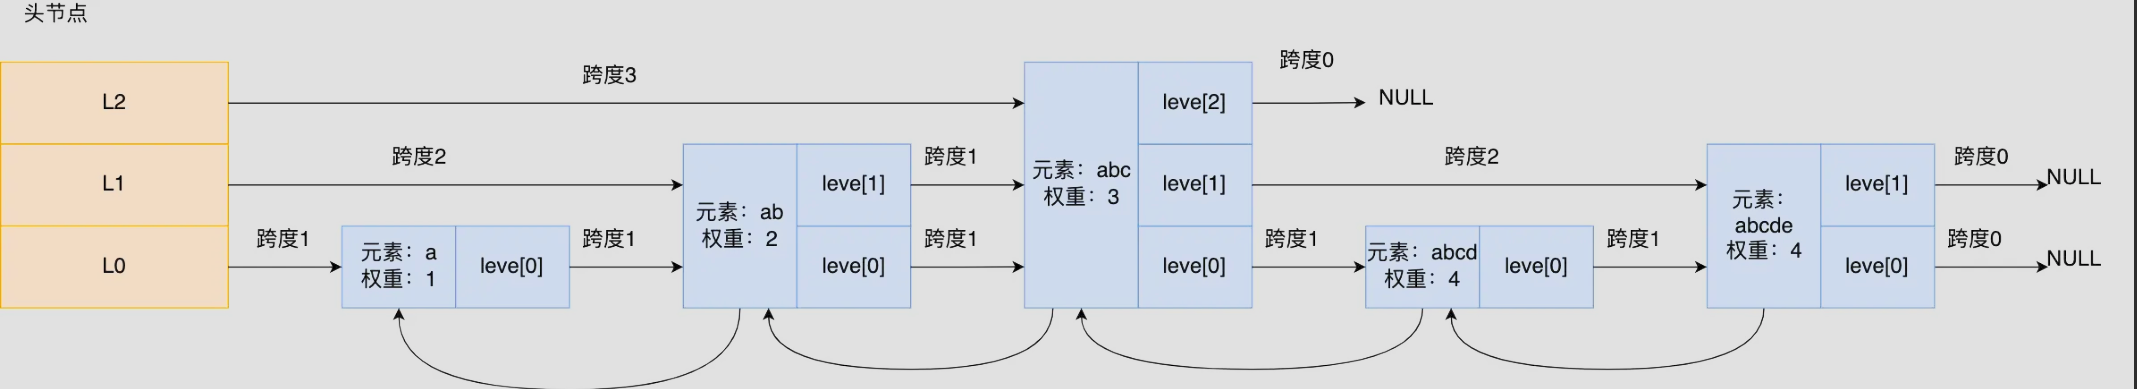 头节点
跨度0
跨度3
L2
leve[2]
NULL
跨度2
跨度1
跨度2
跨度0
L1
leve[1]
元素：abc
权重：3
leve[1]
leve[1]
NULL
元素：ab
权重：2
元素：
abcde
权重：4
跨度1
跨度1
跨度1
跨度1
跨度1
跨度0
L0
元素：a
权重：1
leve[0]
leve[0]
leve[0]
元素：abcd
权重：4
leve[0]
leve[0]
NULL